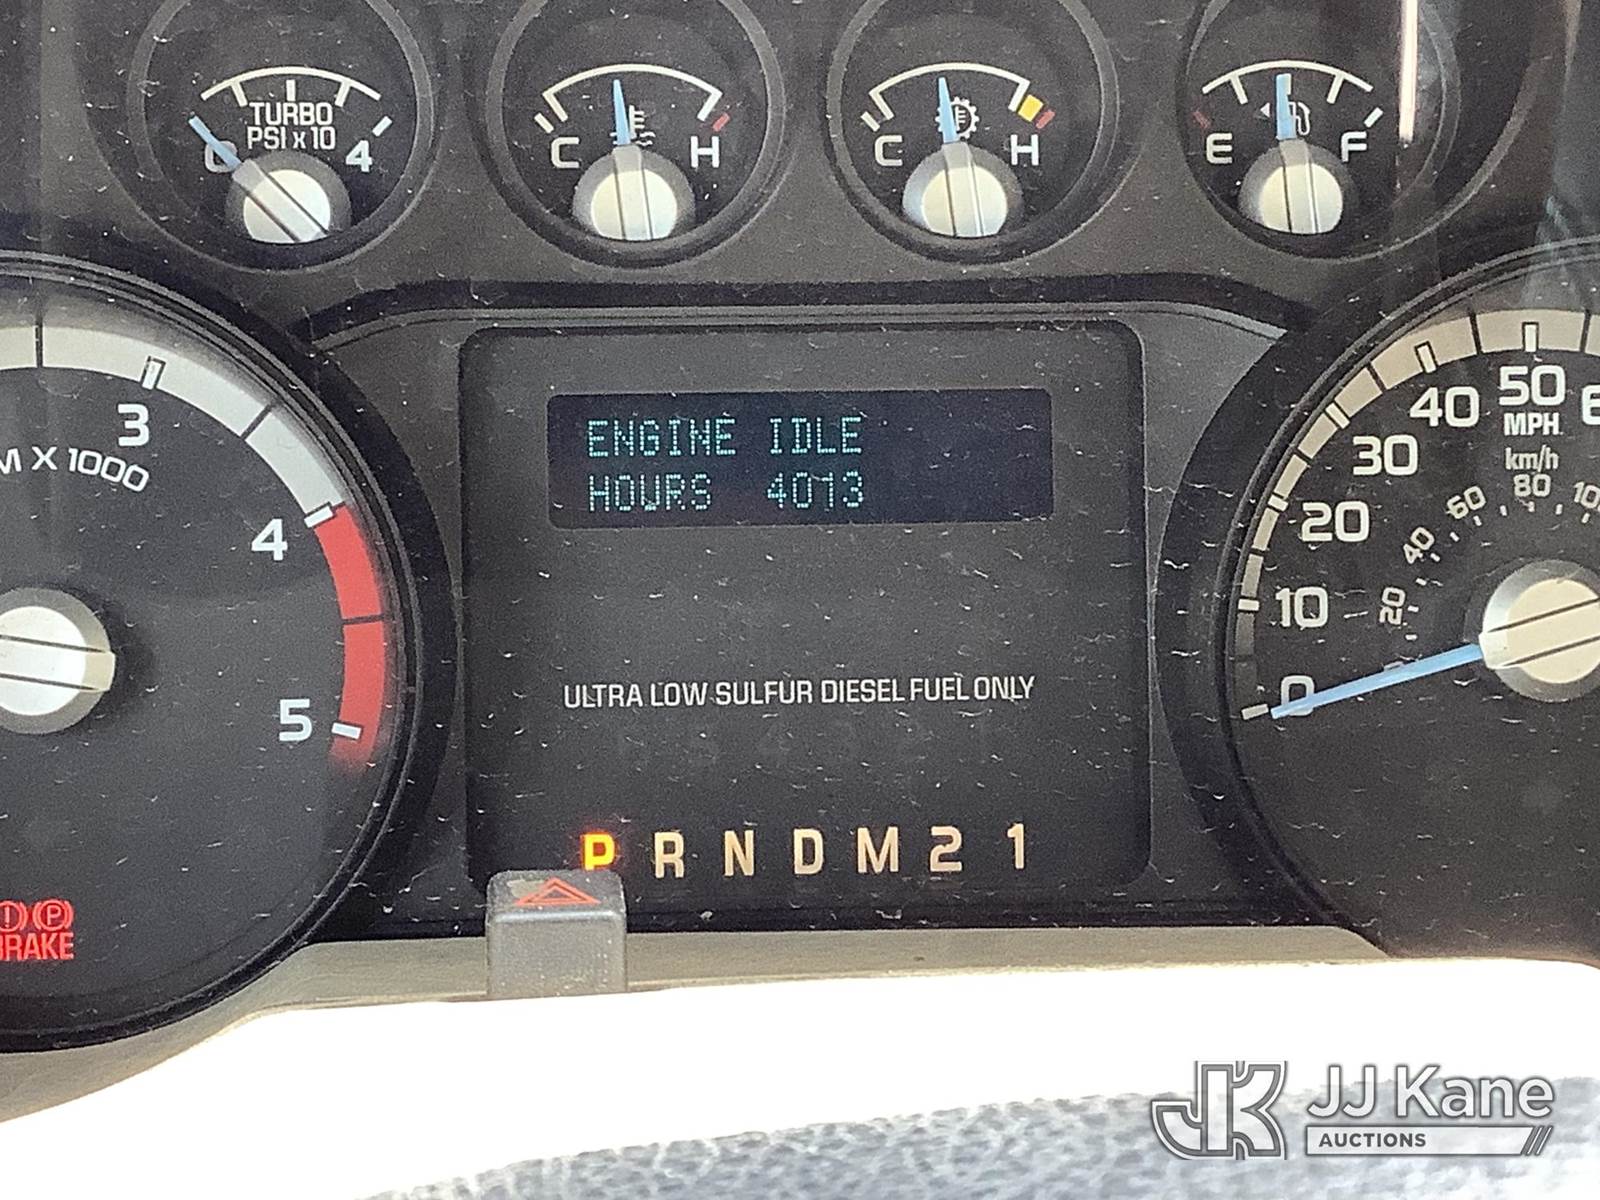 TURBO
PSI x 10
0 4
C H
C H
E F
3
X 1000
4
5
ENGINE IDLE
HOURS 4013
ULTRA LOW SULFUR DIESEL FUEL ONLY
P R N D M 2 1
P
BRAKE
50
MPH
40
30
20
10
0
km/h
80
60
40
20
JJ Kane
AUCTIONS